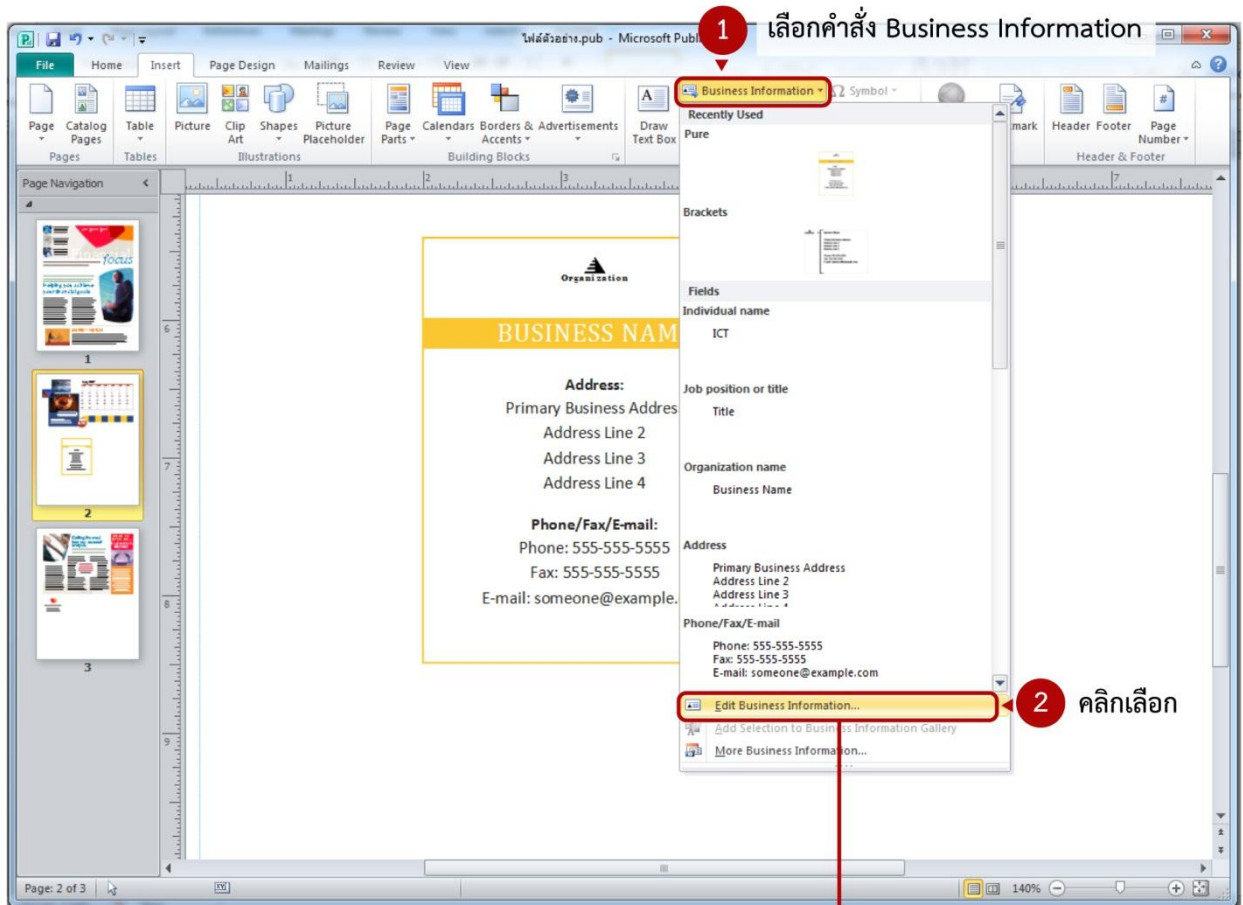 1 เลือกคำสั่ง Business Information
ไฟล์ตัวอย่าง.pub - Microsoft Publ
File Home Insert Page Design Mailings Review View
Business Information Symbol
Page Catalog Pages Table Picture Clip Art Shapes Picture Placeholder Page Parts Calendars Borders & Accents Advertisements Draw Text Box Header Footer Page Number
Pages Tables Illustrations Building Blocks Header & Footer
Page Navigation
1
2
3
Organization
BUSINESS NAM
Address:
Primary Business Addres
Address Line 2
Address Line 3
Address Line 4
Phone/Fax/E-mail:
Phone: 555-555-5555
Fax: 555-555-5555
E-mail: someone@example.
Recently Used
Pure
Brackets
Fields
Individual name
ICT
Job position or title
Title
Organization name
Business Name
Address
Primary Business Address
Address Line 2
Address Line 3
Phone/Fax/E-mail
Phone: 555-555-5555
Fax: 555-555-5555
E-mail: someone@example.com
Edit Business Information...
2 คลิกเลือก
Add Selection to Business Information Gallery
More Business Information...
Page: 2 of 3
140%